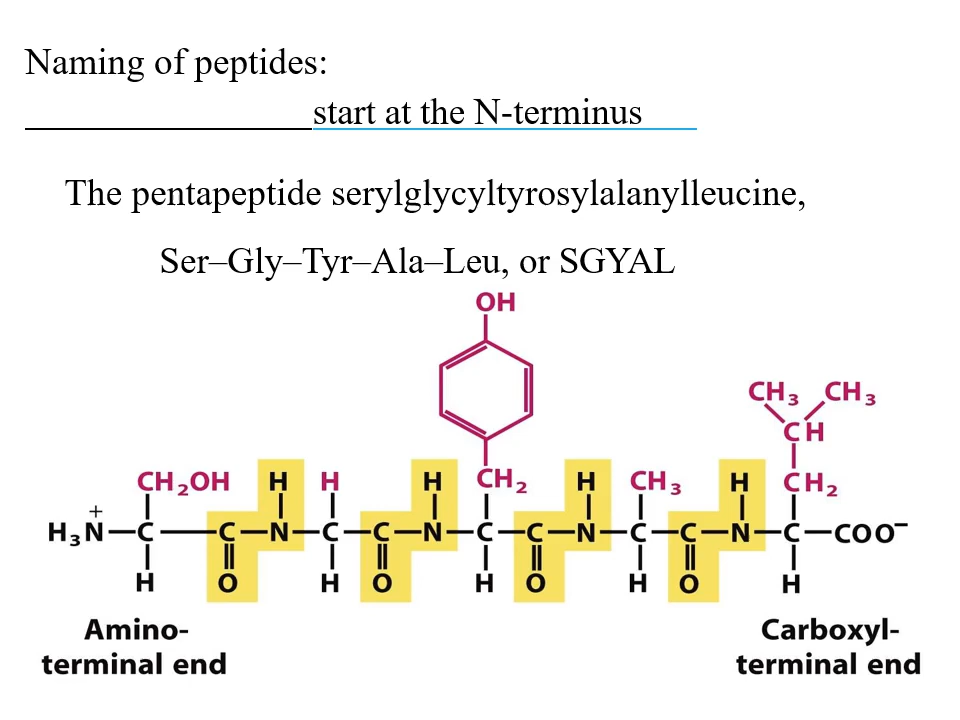 Naming of peptides:
start at the N-terminus
The pentapeptide serylglycyltyrosylalanylleucine,
Ser–Gly–Tyr–Ala–Leu, or SGYAL
OH
CH3 CH3
CH
CH2OH H H H CH2 H CH3 H CH2
+
H3N–C–C–N–C–C–N–C–C–N–C–C–N–C–COO−
H O H O H O H O H
Amino- Carboxyl-
terminal end terminal end